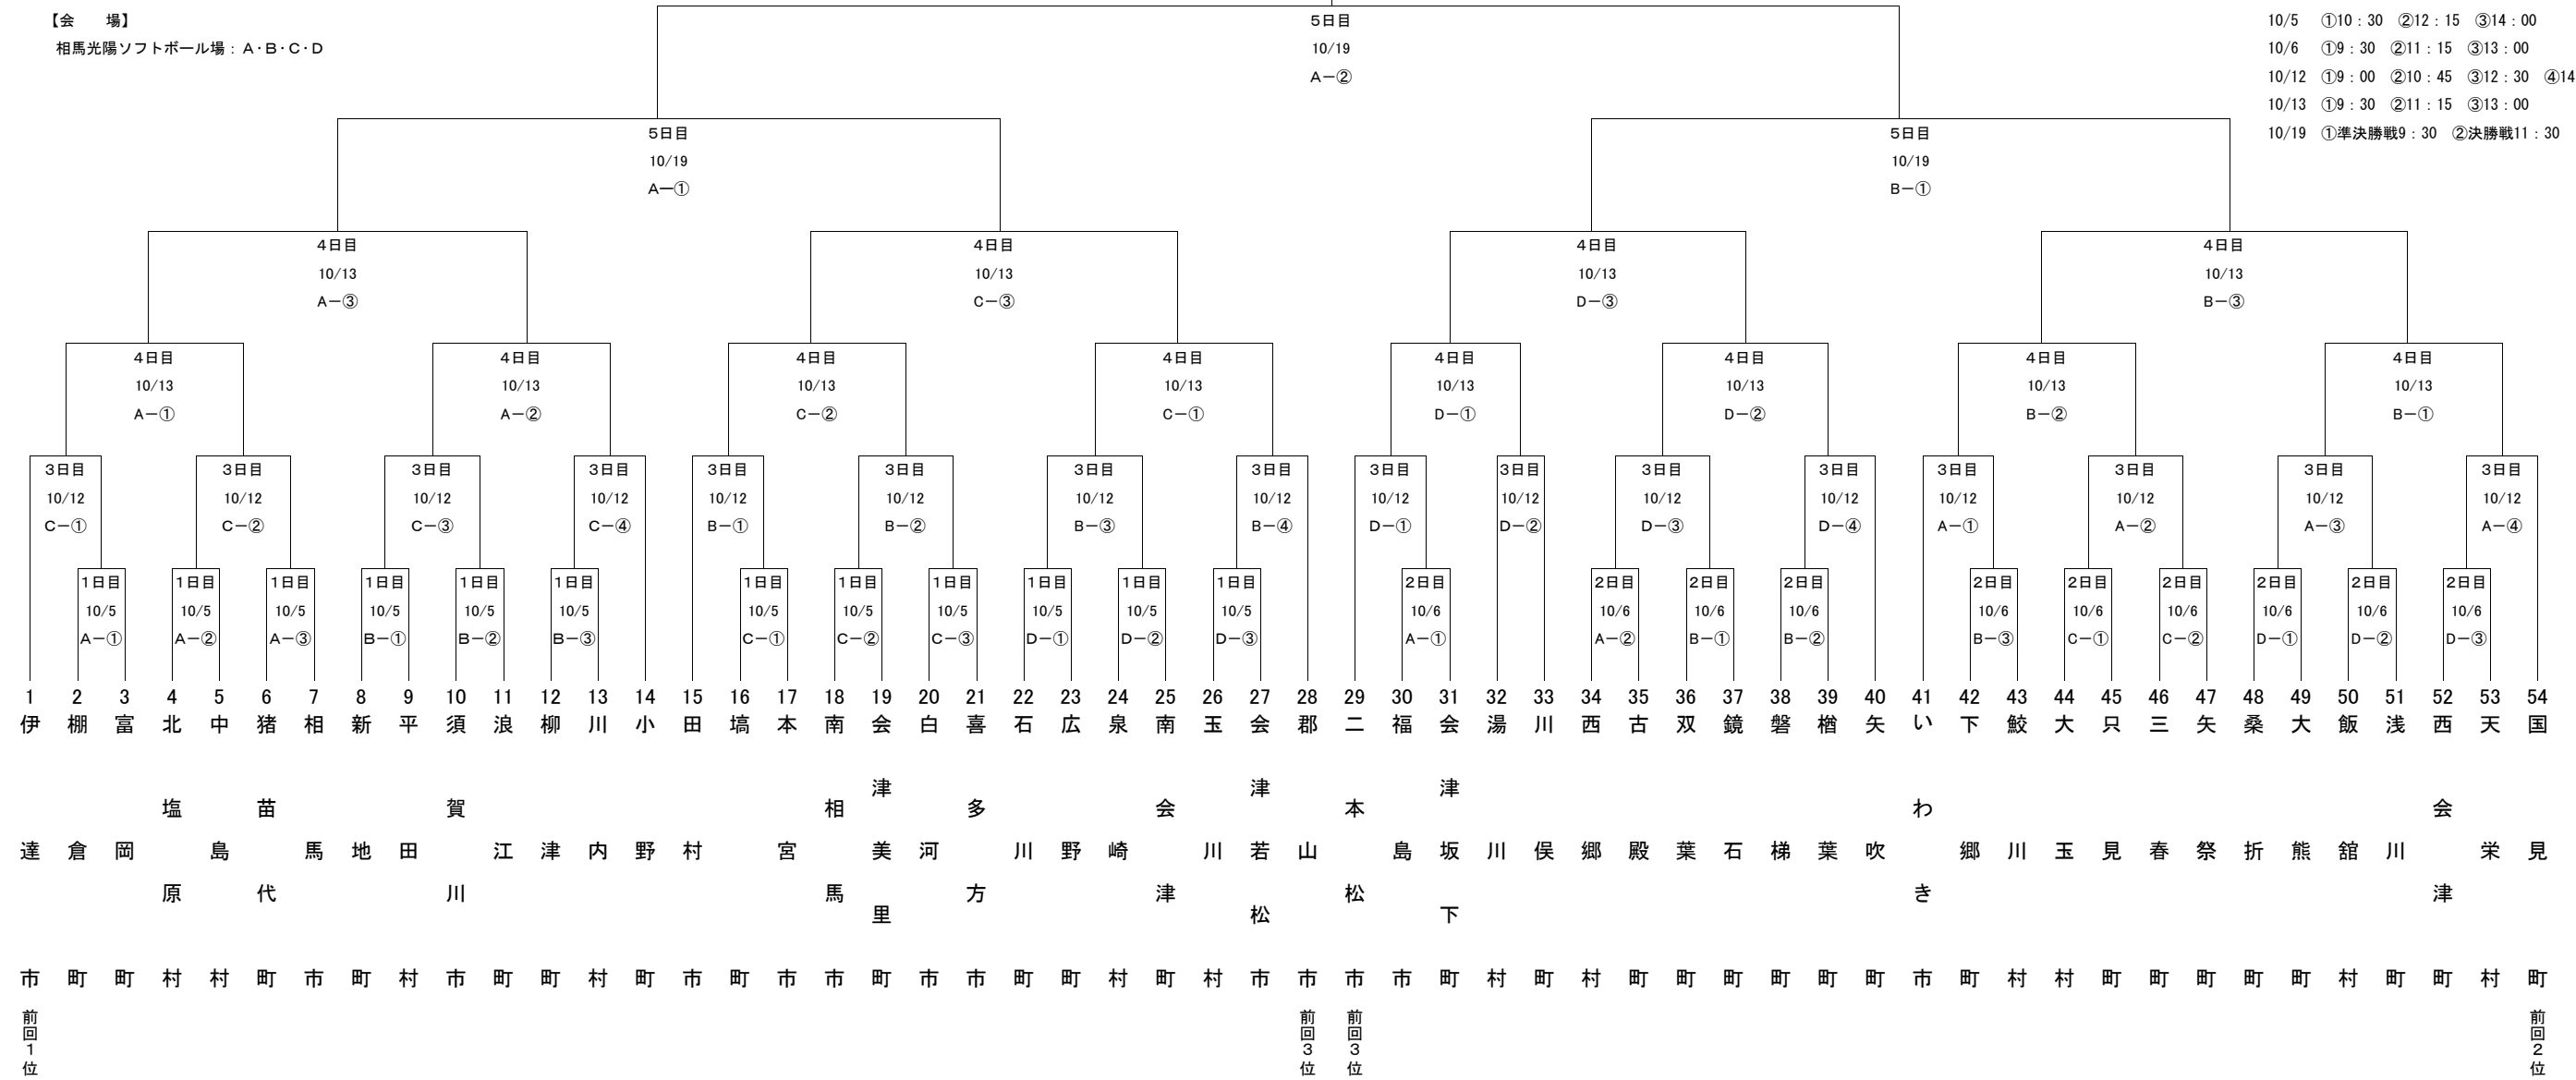 【会　　場】
相馬光陽ソフトボール場：Ａ・Ｂ・Ｃ・Ｄ
10/5　①10：30　②12：15　③14：00
10/6　①9：30　②11：15　③13：00
10/12　①9：00　②10：45　③12：30　④14
10/13　①9：30　②11：15　③13：00
10/19　①準決勝戦9：30　②決勝戦11：30
５日目
10/19
Ａ－②
５日目
10/19
Ａ－①
５日目
10/19
Ｂ－①
４日目
10/13
Ａ－③
４日目
10/13
Ｃ－③
４日目
10/13
Ｄ－③
４日目
10/13
Ｂ－③
４日目
10/13
Ａ－①
４日目
10/13
Ａ－②
４日目
10/13
Ｃ－②
４日目
10/13
Ｃ－①
４日目
10/13
Ｄ－①
４日目
10/13
Ｄ－②
４日目
10/13
Ｂ－②
４日目
10/13
Ｂ－①
３日目
10/12
Ｃ－①
３日目
10/12
Ｃ－②
３日目
10/12
Ｃ－③
３日目
10/12
Ｃ－④
３日目
10/12
Ｂ－①
３日目
10/12
Ｂ－②
３日目
10/12
Ｂ－③
３日目
10/12
Ｂ－④
３日目
10/12
Ｄ－①
３日目
10/12
Ｄ－②
３日目
10/12
Ｄ－③
３日目
10/12
Ｄ－④
３日目
10/12
Ａ－①
３日目
10/12
Ａ－②
３日目
10/12
Ａ－③
３日目
10/12
Ａ－④
１日目
10/5
Ａ－①
１日目
10/5
Ａ－②
１日目
10/5
Ａ－③
１日目
10/5
Ｂ－①
１日目
10/5
Ｂ－②
１日目
10/5
Ｂ－③
１日目
10/5
Ｃ－①
１日目
10/5
Ｃ－②
１日目
10/5
Ｃ－③
１日目
10/5
Ｄ－①
１日目
10/5
Ｄ－②
１日目
10/5
Ｄ－③
２日目
10/6
Ａ－①
２日目
10/6
Ａ－②
２日目
10/6
Ｂ－①
２日目
10/6
Ｂ－②
２日目
10/6
Ｂ－③
２日目
10/6
Ｃ－①
２日目
10/6
Ｃ－②
２日目
10/6
Ｄ－①
２日目
10/6
Ｄ－②
２日目
10/6
Ｄ－③
1 伊達市 前回１位
2 棚倉町
3 富岡町
4 北塩原村
5 中島村
6 猪苗代町
7 相馬市
8 新地町
9 平田村
10 須賀川市
11 浪江町
12 柳津町
13 川内村
14 小野町
15 田村市
16 塙町
17 本宮市
18 南相馬市
19 会津美里町
20 白河市
21 喜多方市
22 石川町
23 広野町
24 泉崎村
25 南会津町
26 玉川村
27 会津若松市
28 郡山市 前回３位
29 二本松市 前回３位
30 福島市
31 会津坂下町
32 湯川村
33 川俣町
34 西郷村
35 古殿町
36 双葉町
37 鏡石町
38 磐梯町
39 楢葉町
40 矢吹町
41 いわき市
42 下郷町
43 鮫川村
44 大玉村
45 只見町
46 三春町
47 矢祭町
48 桑折町
49 大熊町
50 飯舘村
51 浅川町
52 西会津町
53 天栄村
54 国見町 前回２位